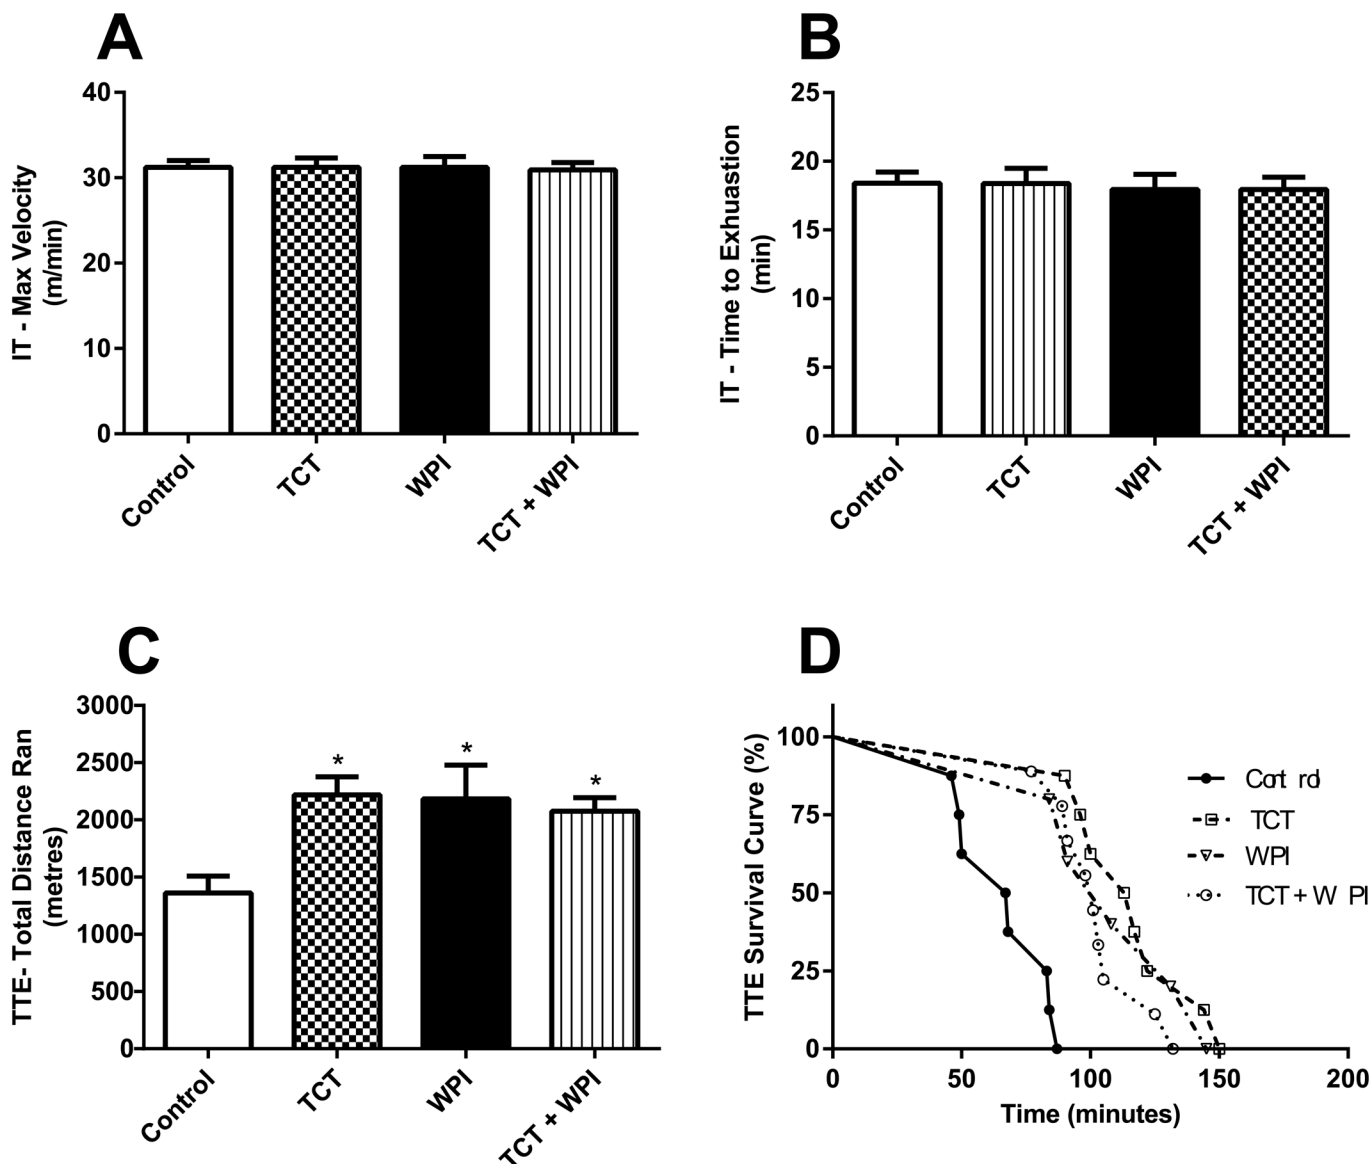 A
IT - Max Velocity
(m/min)
40
30
20
10
0
Control
TCT
WPI
TCT + WPI
B
IT - Time to Exhuastion
(min)
25
20
15
10
5
0
Control
TCT
WPI
TCT + WPI
C
TTE- Total Distance Ran
(metres)
3000
2500
2000
1500
1000
500
0
*
*
*
Control
TCT
WPI
TCT + WPI
D
TTE Survival Curve (%)
100
75
50
25
0
0
50
100
150
200
Time (minutes)
Control
TCT
WPI
TCT + WPI